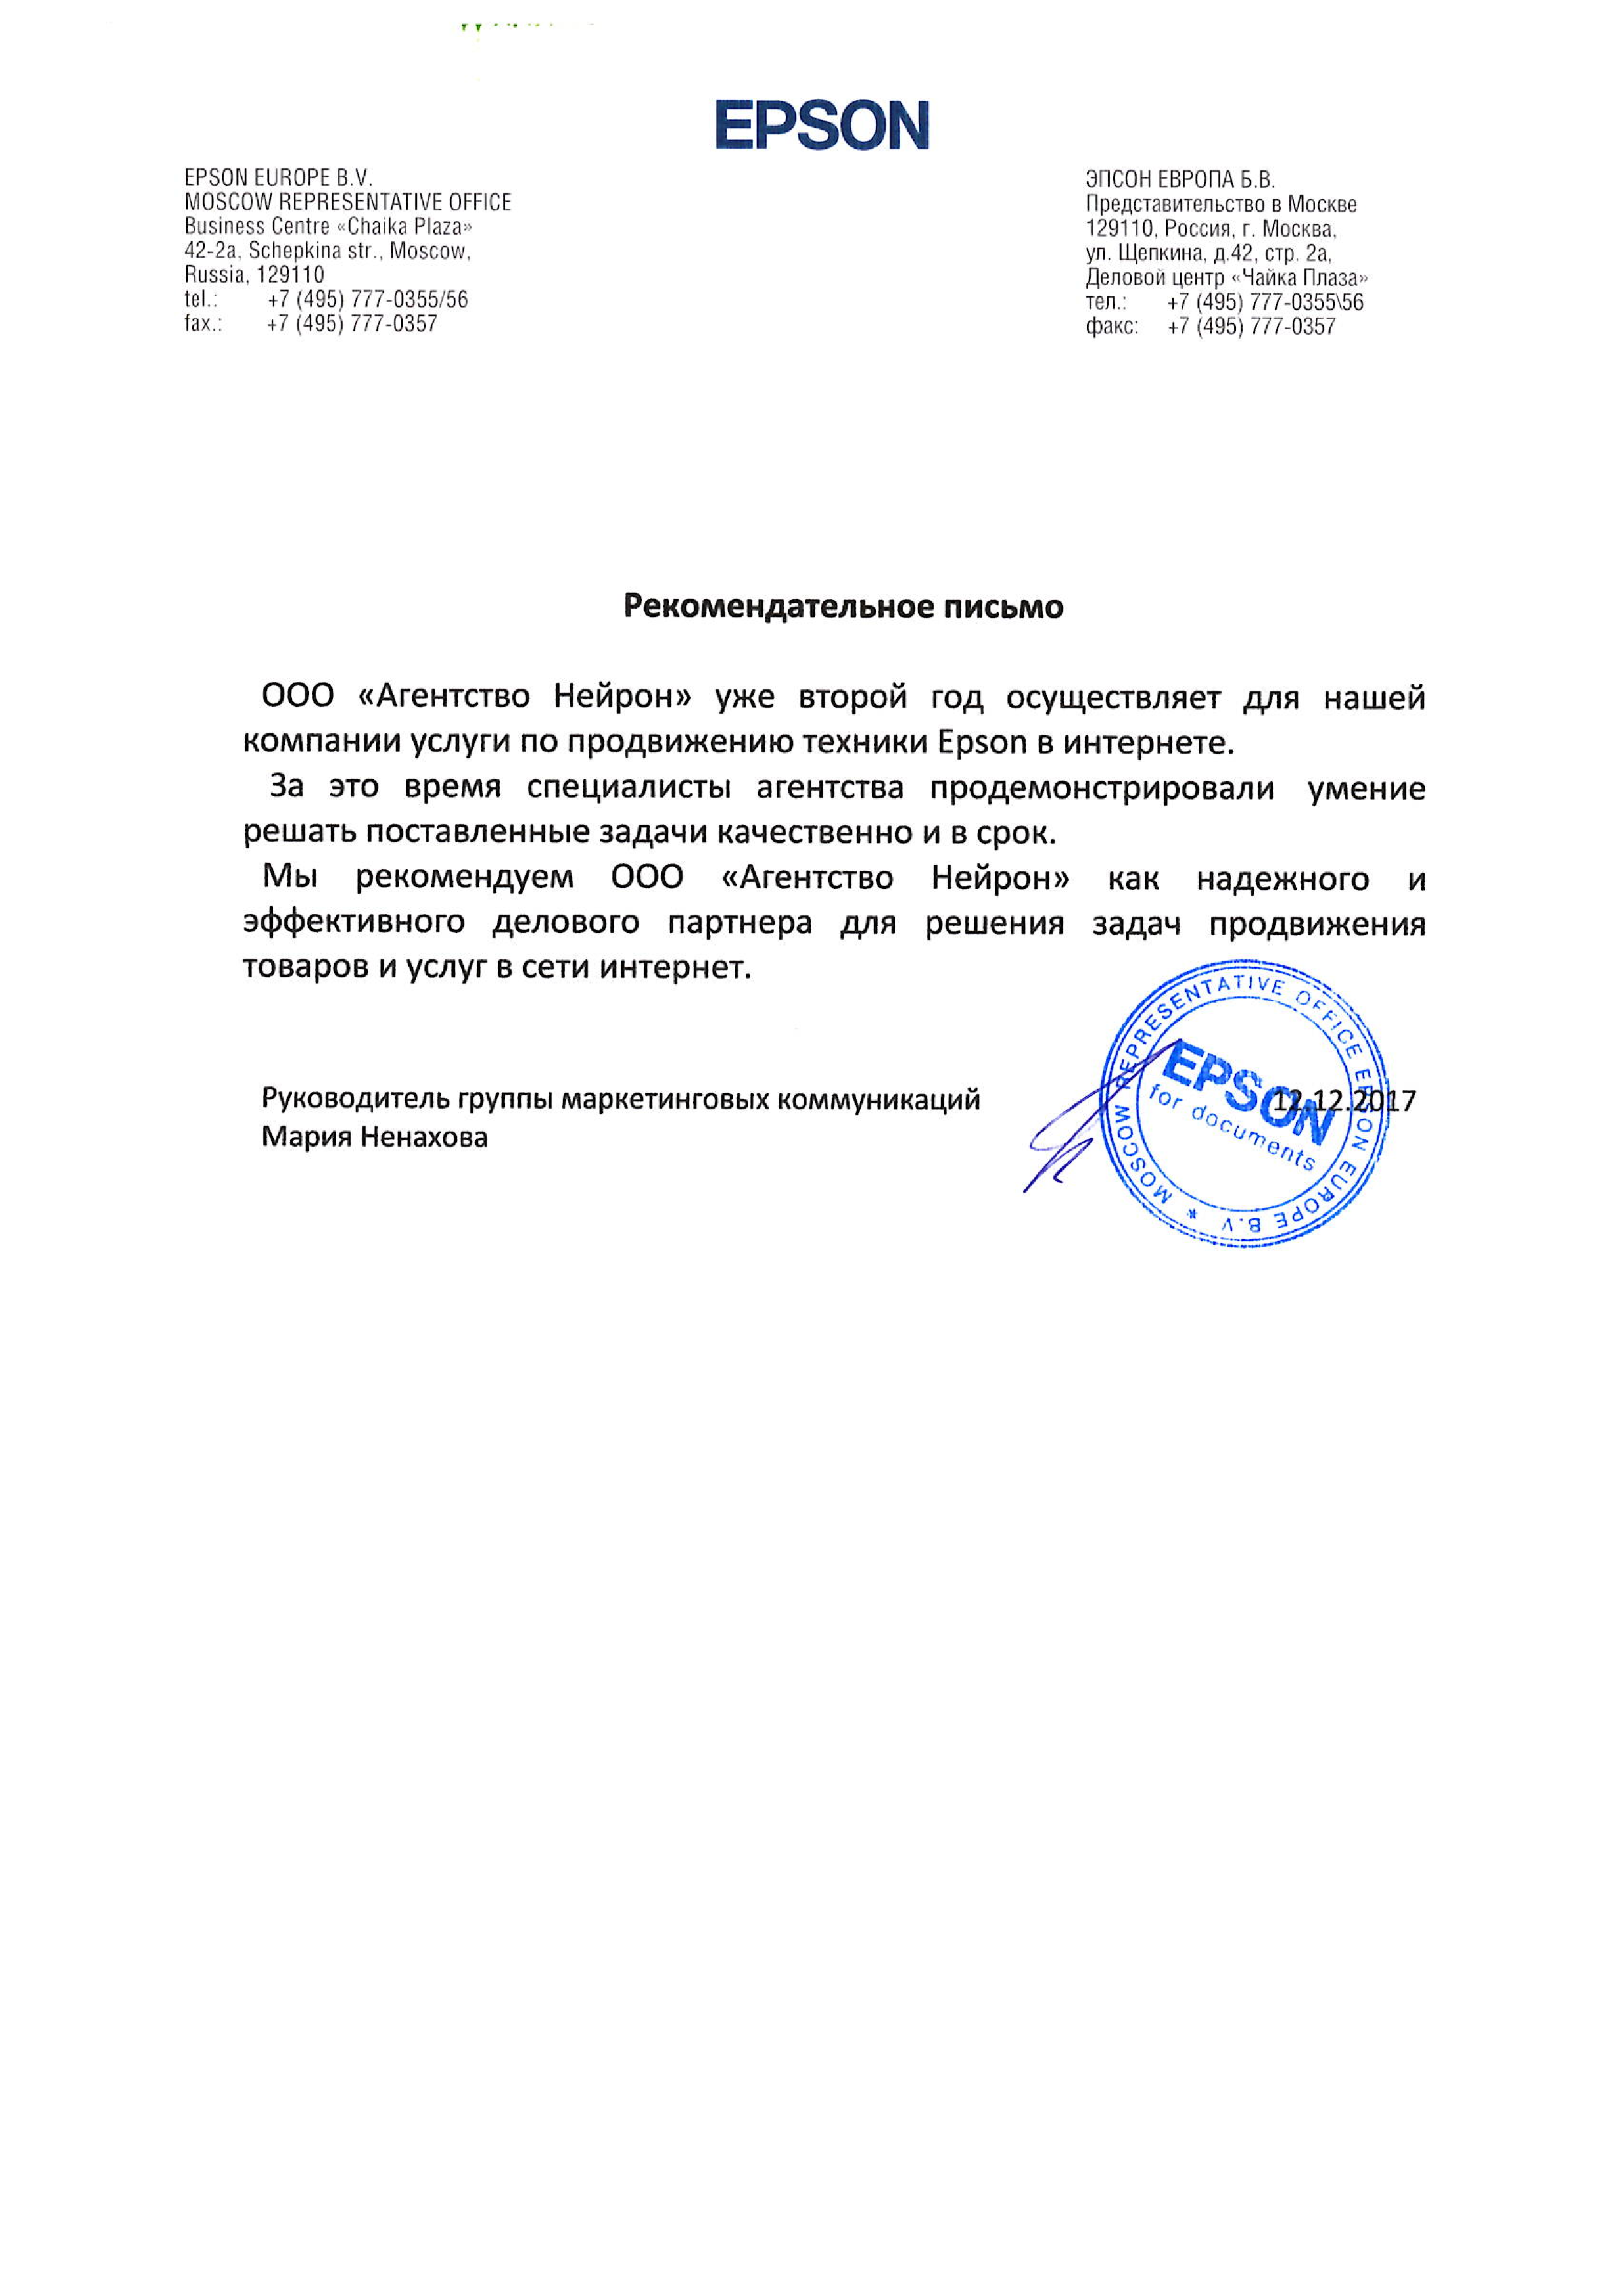 EPSON
EPSON EUROPE B.V.
MOSCOW REPRESENTATIVE OFFICE
Business Centre «Chaika Plaza»
42-2a, Schepkina str., Moscow,
Russia, 129110
tel.: +7 (495) 777-0355/56
fax.: +7 (495) 777-0357
ЭПСОН ЕВРОПА Б.В.
Представительство в Москве
129110, Россия, г. Москва,
ул. Щепкина, д.42, стр. 2а,
Деловой центр «Чайка Плаза»
тел.: +7 (495) 777-0355\56
факс: +7 (495) 777-0357
Рекомендательное письмо
ООО «Агентство Нейрон» уже второй год осуществляет для нашей
компании услуги по продвижению техники Epson в интернете.
За это время специалисты агентства продемонстрировали умение
решать поставленные задачи качественно и в срок.
Мы рекомендуем ООО «Агентство Нейрон» как надежного и
эффективного делового партнера для решения задач продвижения
товаров и услуг в сети интернет.
Руководитель группы маркетинговых коммуникаций 12.12.2017
Мария Ненахова
MOSCOW REPRESENTATIVE OFFICE EPSON EUROPE B.V *
EPSON
for documents